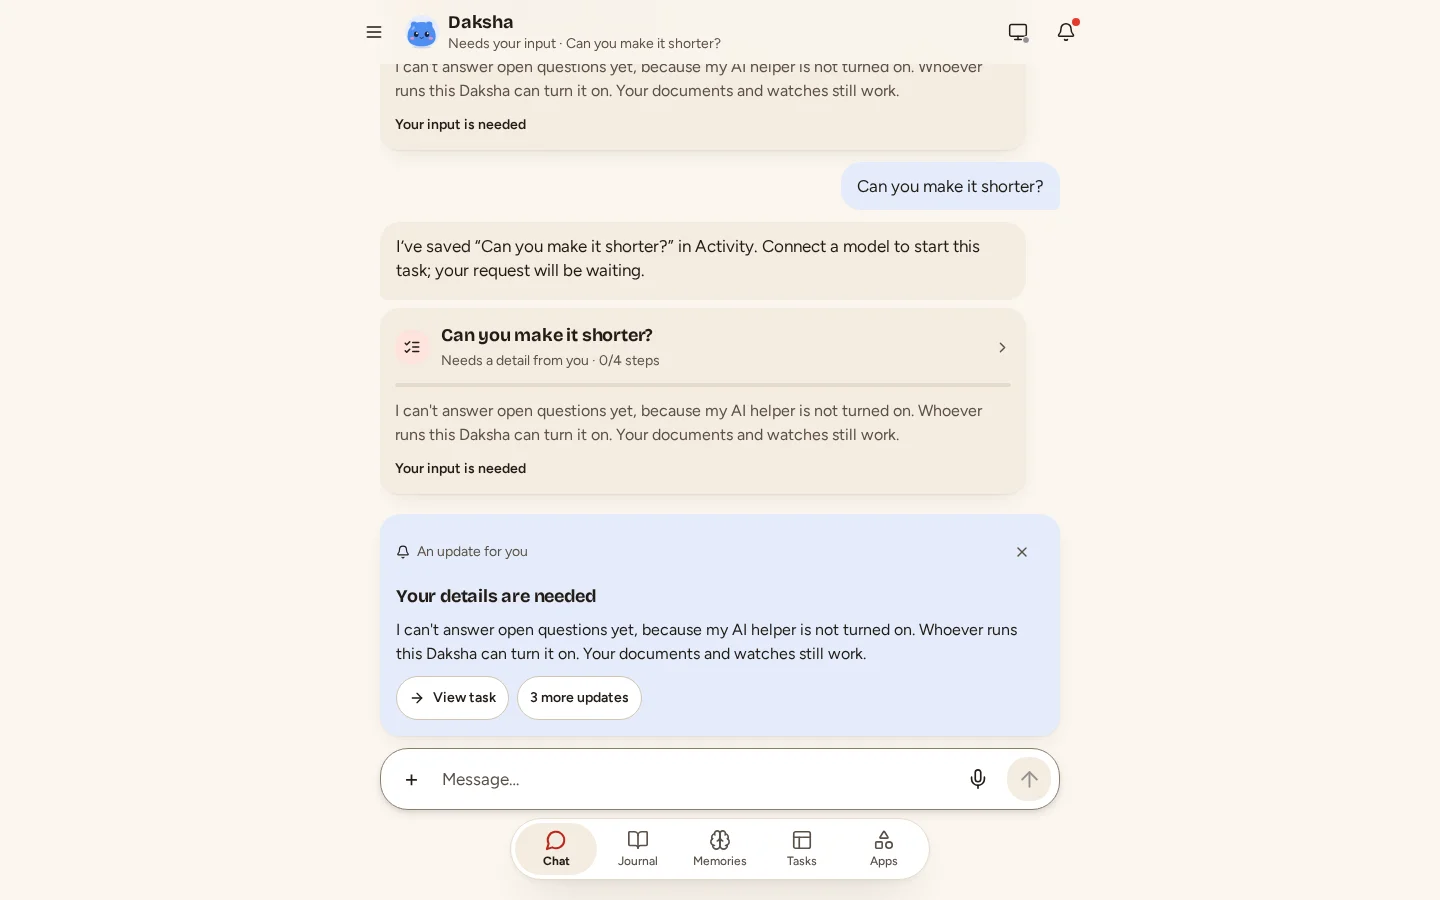 Daksha
Needs your input · Can you make it shorter?
I can't answer open questions yet, because my AI helper is not turned on. Whoever
runs this Daksha can turn it on. Your documents and watches still work.
Your input is needed
Can you make it shorter?
I've saved “Can you make it shorter?” in Activity. Connect a model to start this
task; your request will be waiting.
Can you make it shorter?
Needs a detail from you · 0/4 steps
I can't answer open questions yet, because my AI helper is not turned on. Whoever
runs this Daksha can turn it on. Your documents and watches still work.
Your input is needed
An update for you
Your details are needed
I can't answer open questions yet, because my AI helper is not turned on. Whoever runs
this Daksha can turn it on. Your documents and watches still work.
View task
3 more updates
Message...
Chat
Journal
Memories
Tasks
Apps